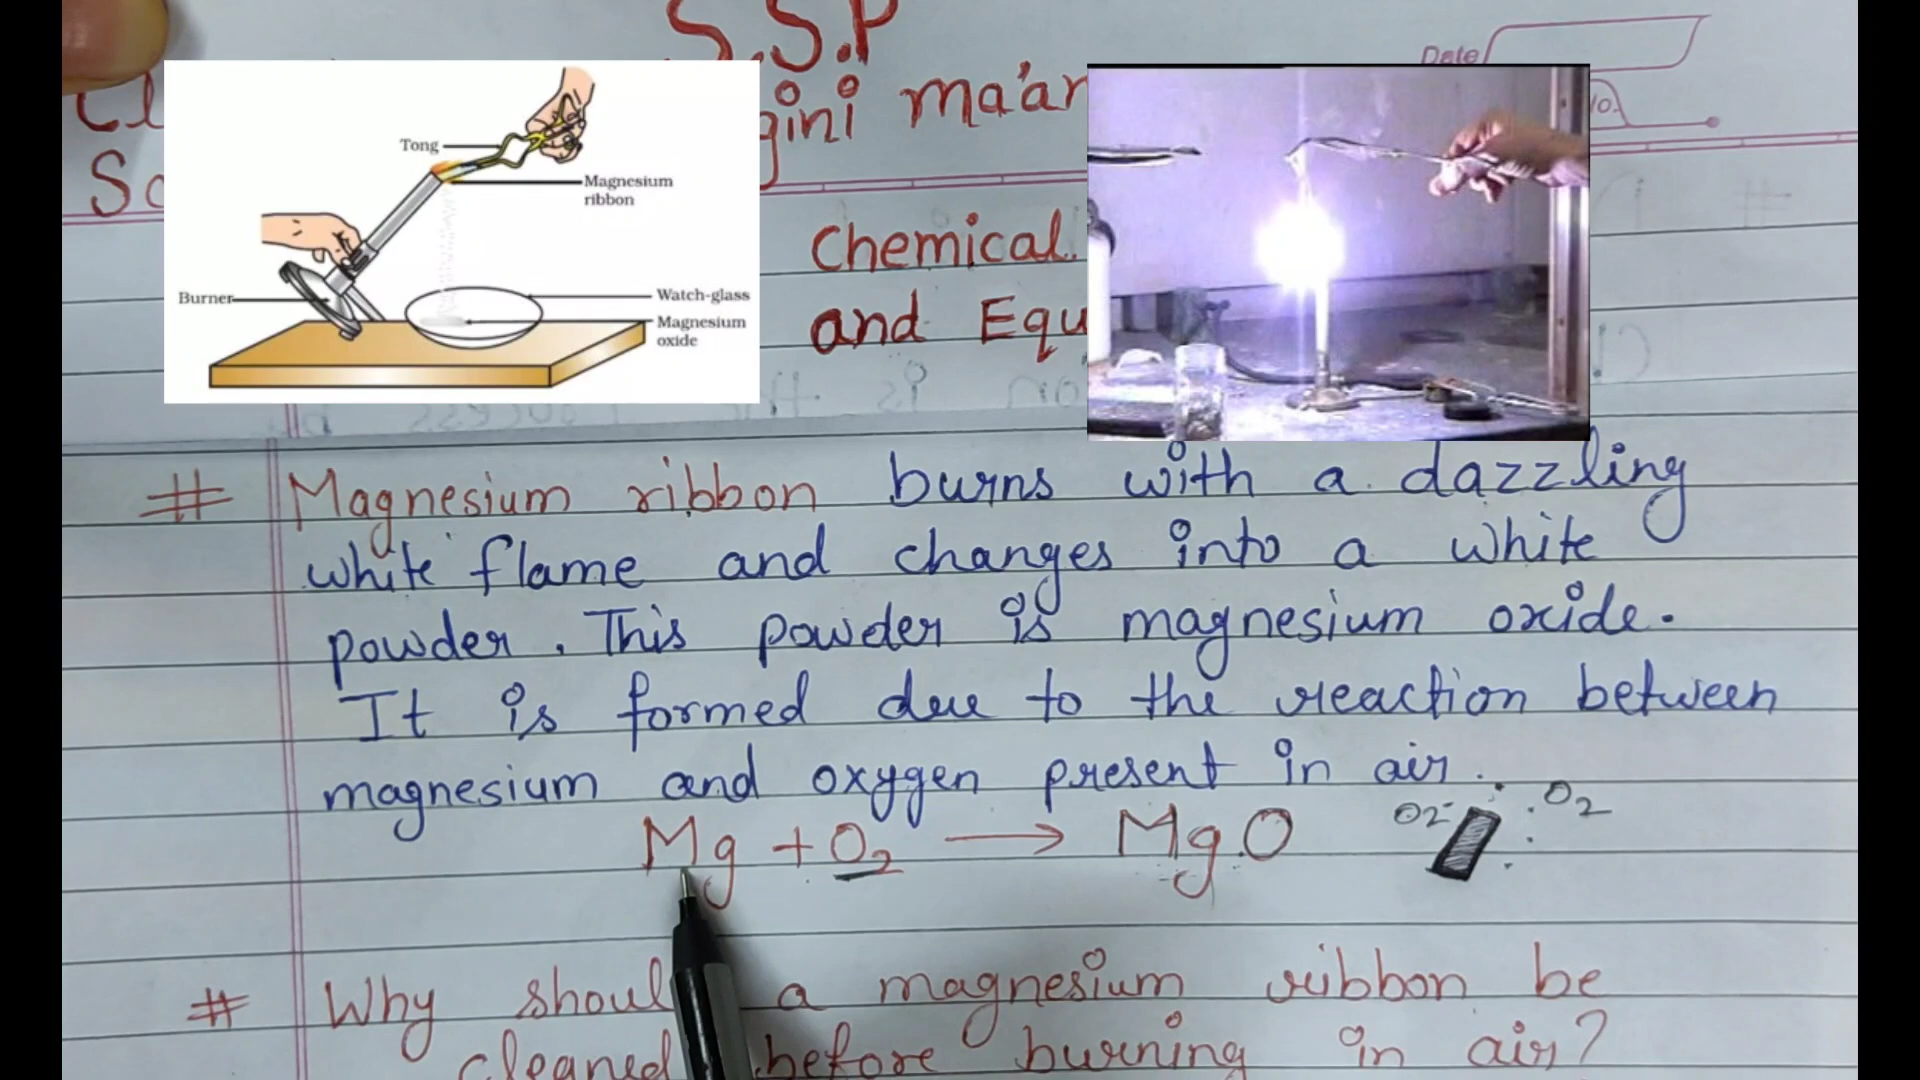 S.S.P
Date
No.
gini ma'am
Tong
Magnesium
ribbon
Burner
Watch-glass
Magnesium
oxide
Chemical
and Equ
# Magnesium ribbon burns with a dazzling
white flame and changes into a white
powder. This powder is magnesium oxide.
It is formed due to the reaction between
magnesium and oxygen present in air.
Mg + O2 → MgO O2 O2
# Why shoul a magnesium ribbon be
cleaned before burning in air?